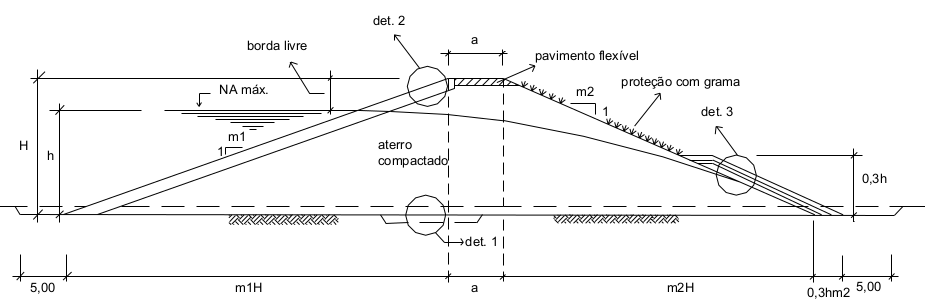 det. 2
a
borda livre
pavimento flexível
proteção com grama
NA máx.
m2
1
det. 3
m1
1
H
h
aterro
compactado
0,3h
det. 1
5,00
m1H
a
m2H
0,3hm2
5,00